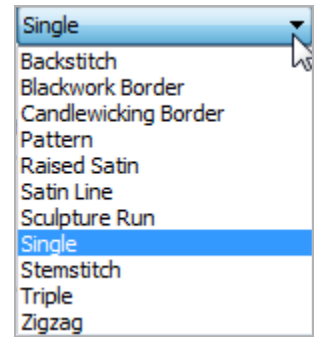 Single
Backstitch
Blackwork Border
Candlewicking Border
Pattern
Raised Satin
Satin Line
Sculpture Run
Single
Stemstitch
Triple
Zigzag